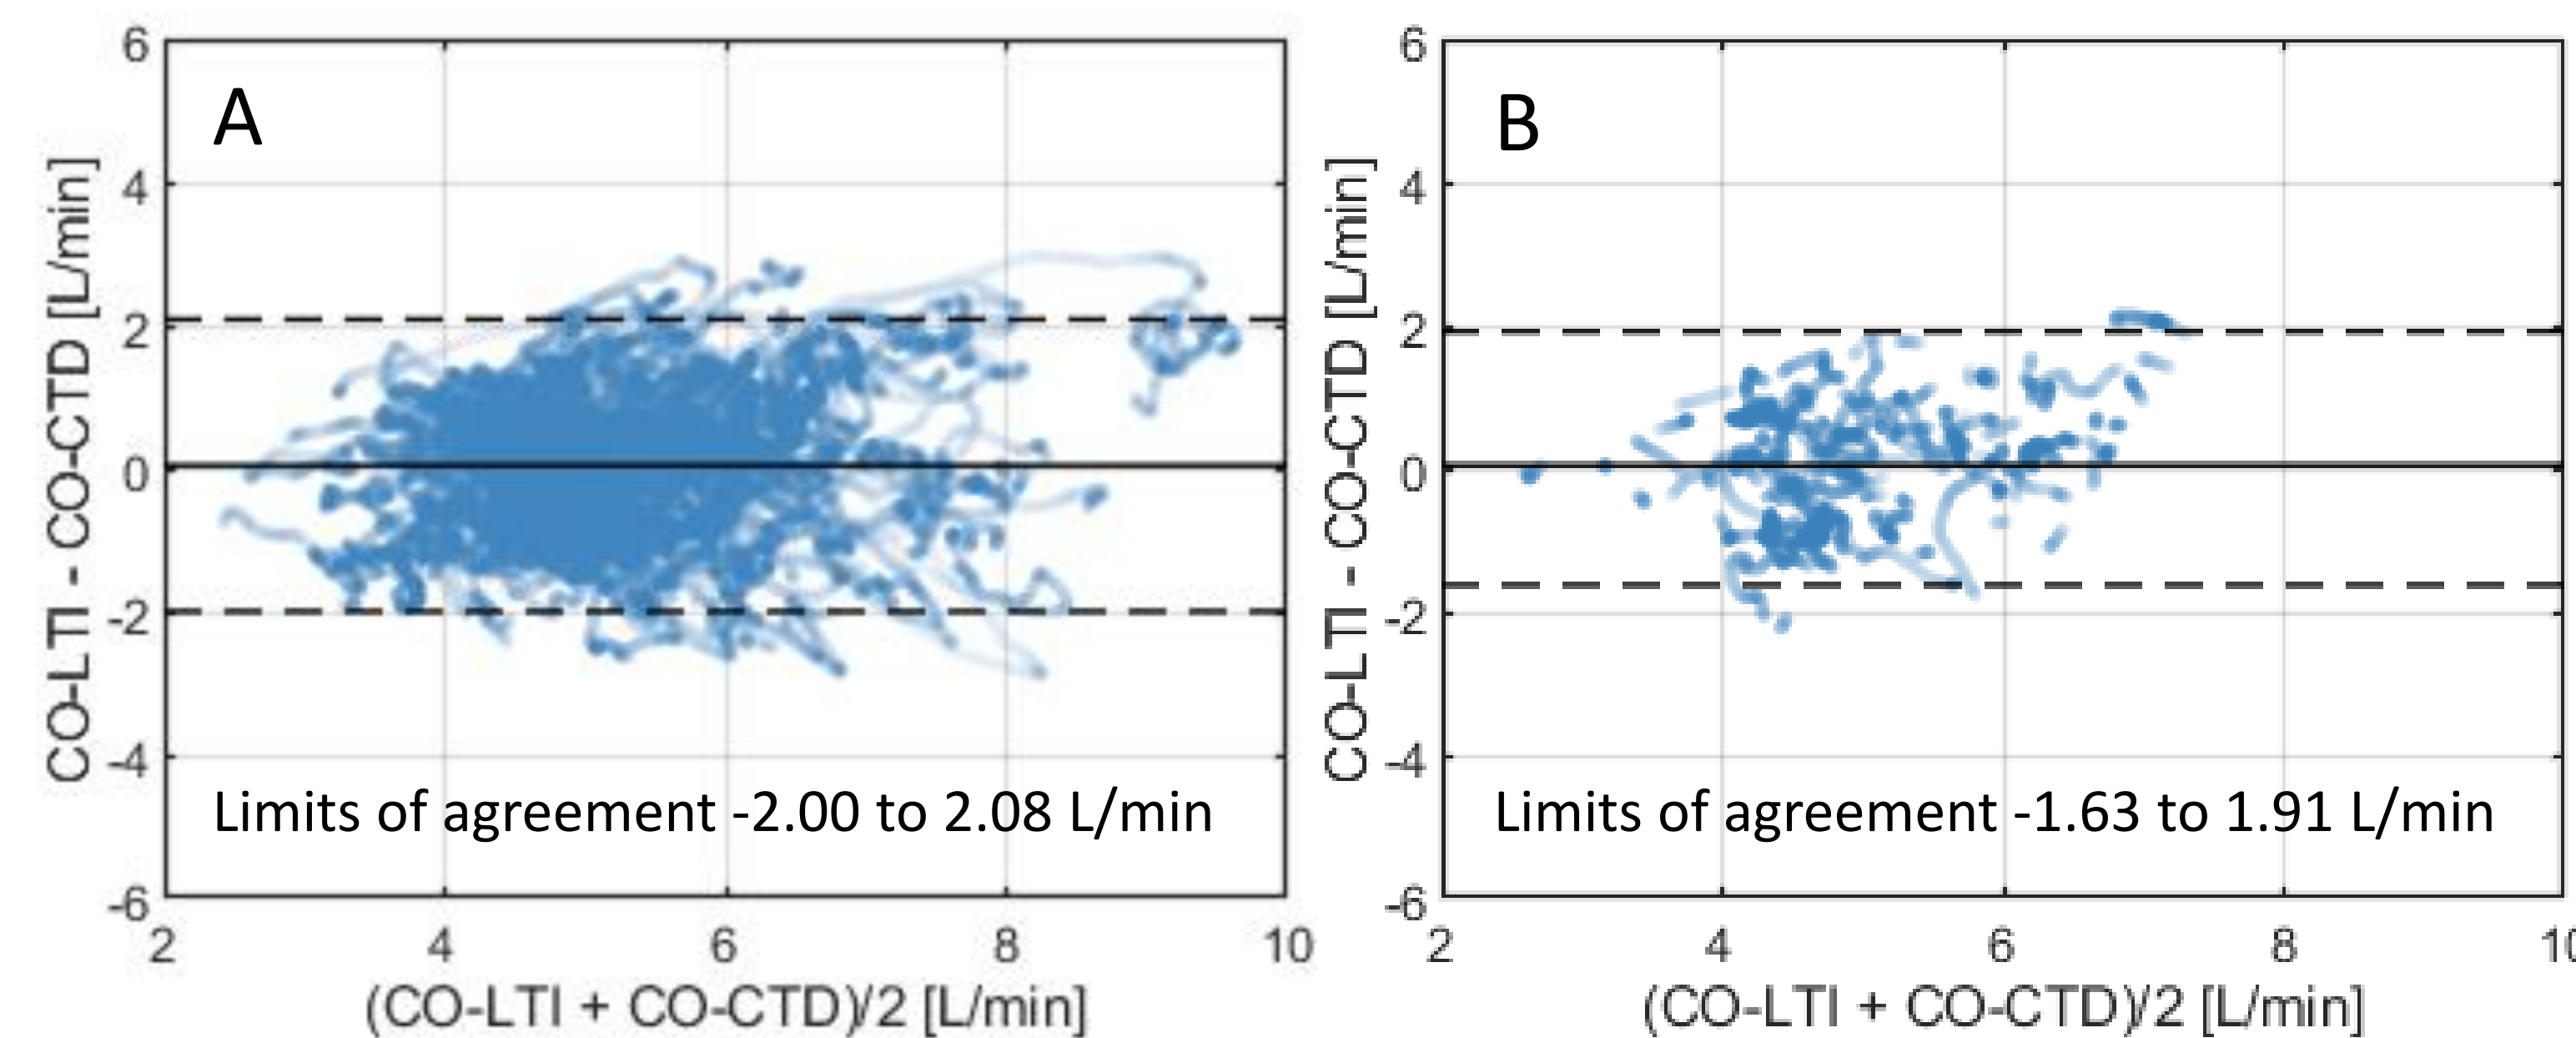 A
6
4
2
0
-2
-4
-6
CO-LTI - CO-CTD [L/min]
Limits of agreement -2.00 to 2.08 L/min
2 4 6 8 10
(CO-LTI + CO-CTD)/2 [L/min]
B
6
4
2
0
-2
-4
-6
CO-LTI - CO-CTD [L/min]
Limits of agreement -1.63 to 1.91 L/min
2 4 6 8 10
(CO-LTI + CO-CTD)/2 [L/min]